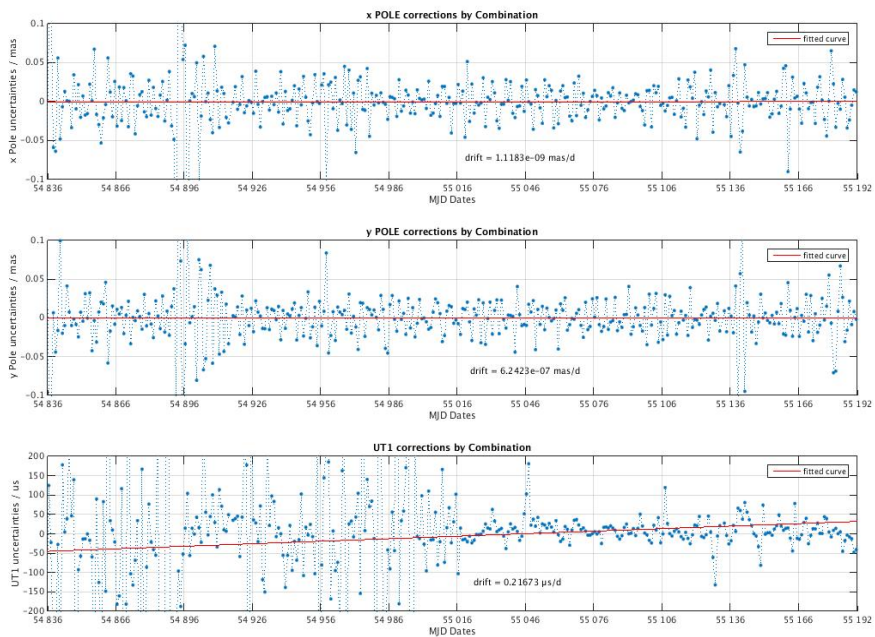 x POLE corrections by Combination
x Pole uncertainties / mas
0.1
0.05
0
-0.05
-0.1
fitted curve
drift = 1.1183e-09 mas/d
54 836 54 866 54 896 54 926 54 956 54 986 55 016 55 046 55 076 55 106 55 136 55 166 55 192
MJD Dates
y POLE corrections by Combination
y Pole uncertainties / mas
0.1
0.05
0
-0.05
-0.1
fitted curve
drift = 6.2423e-07 mas/d
54 836 54 866 54 896 54 926 54 956 54 986 55 016 55 046 55 076 55 106 55 136 55 166 55 192
MJD Dates
UT1 corrections by Combination
UT1 uncertainties / us
200
150
100
50
0
-50
-100
-150
-200
fitted curve
drift = 0.21673 µs/d
54 836 54 866 54 896 54 926 54 956 54 986 55 016 55 046 55 076 55 106 55 136 55 166 55 192
MJD Dates